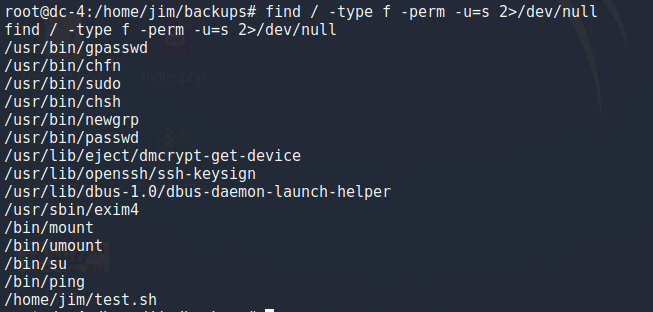 root@dc-4:/home/jim/backups# find / -type f -perm -u=s 2>/dev/null
find / -type f -perm -u=s 2>/dev/null
/usr/bin/gpasswd
/usr/bin/chfn
/usr/bin/sudo
/usr/bin/chsh
/usr/bin/newgrp
/usr/bin/passwd
/usr/lib/eject/dmcrypt-get-device
/usr/lib/openssh/ssh-keysign
/usr/lib/dbus-1.0/dbus-daemon-launch-helper
/usr/sbin/exim4
/bin/mount
/bin/umount
/bin/su
/bin/ping
/home/jim/test.sh